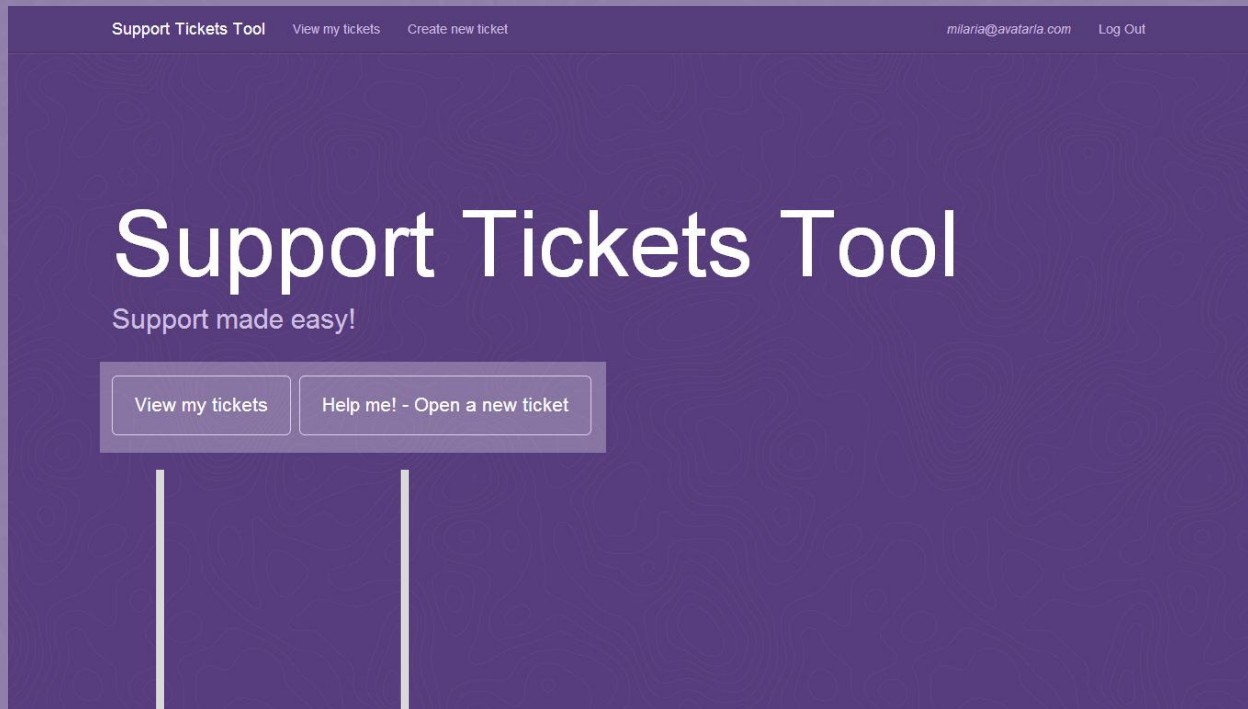 Support Tickets Tool View my tickets Create new ticket milaria@avatarla.com Log Out
Support Tickets Tool
Support made easy!
View my tickets Help me! - Open a new ticket